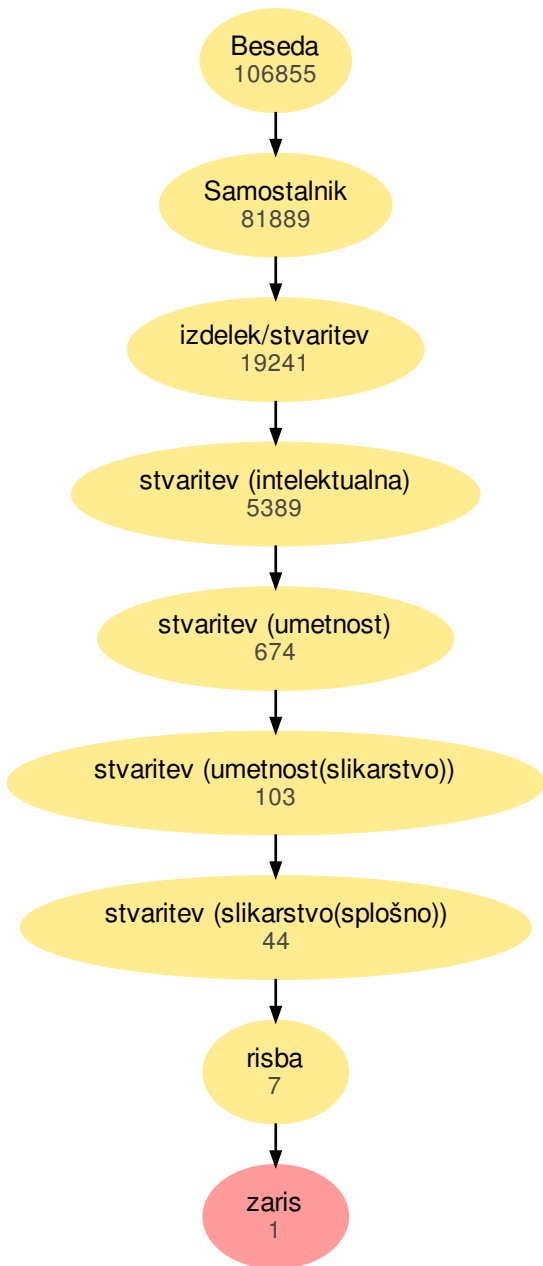 Beseda
106855
Samostalnik
81889
izdelek/stvaritev
19241
stvaritev (intelektualna)
5389
stvaritev (umetnost)
674
stvaritev (umetnost(slikarstvo))
103
stvaritev (slikarstvo(splošno))
44
risba
7
zaris
1